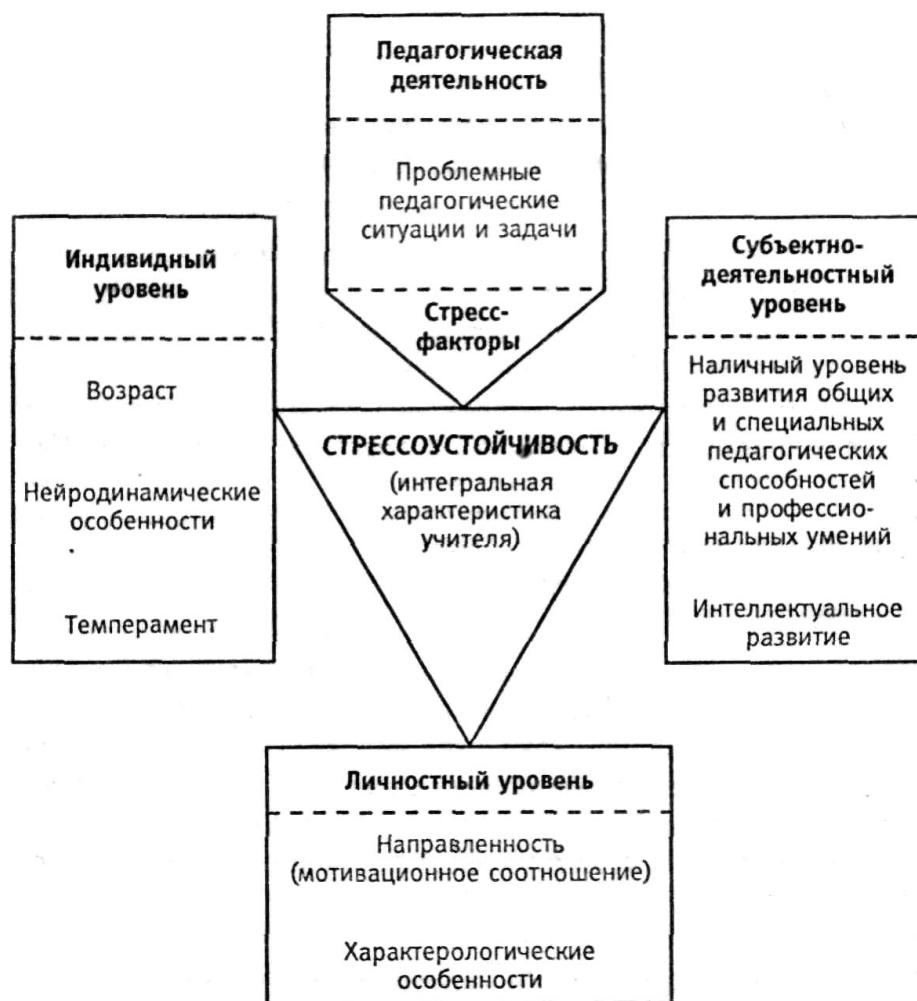 Педагогическая
деятельность
Проблемные
педагогические
ситуации и задачи
Стресс-
факторы
Индивидный
уровень
Возраст
Нейродинамические
особенности
Темперамент
СТРЕССОУСТОЙЧИВОСТЬ
(интегральная
характеристика
учителя)
Субъектно-
деятельностный
уровень
Наличный уровень
развития общих
и специальных
педагогических
способностей
и профессио-
нальных умений
Интеллектуальное
развитие
Личностный уровень
Направленность
(мотивационное соотношение)
Характерологические
особенности